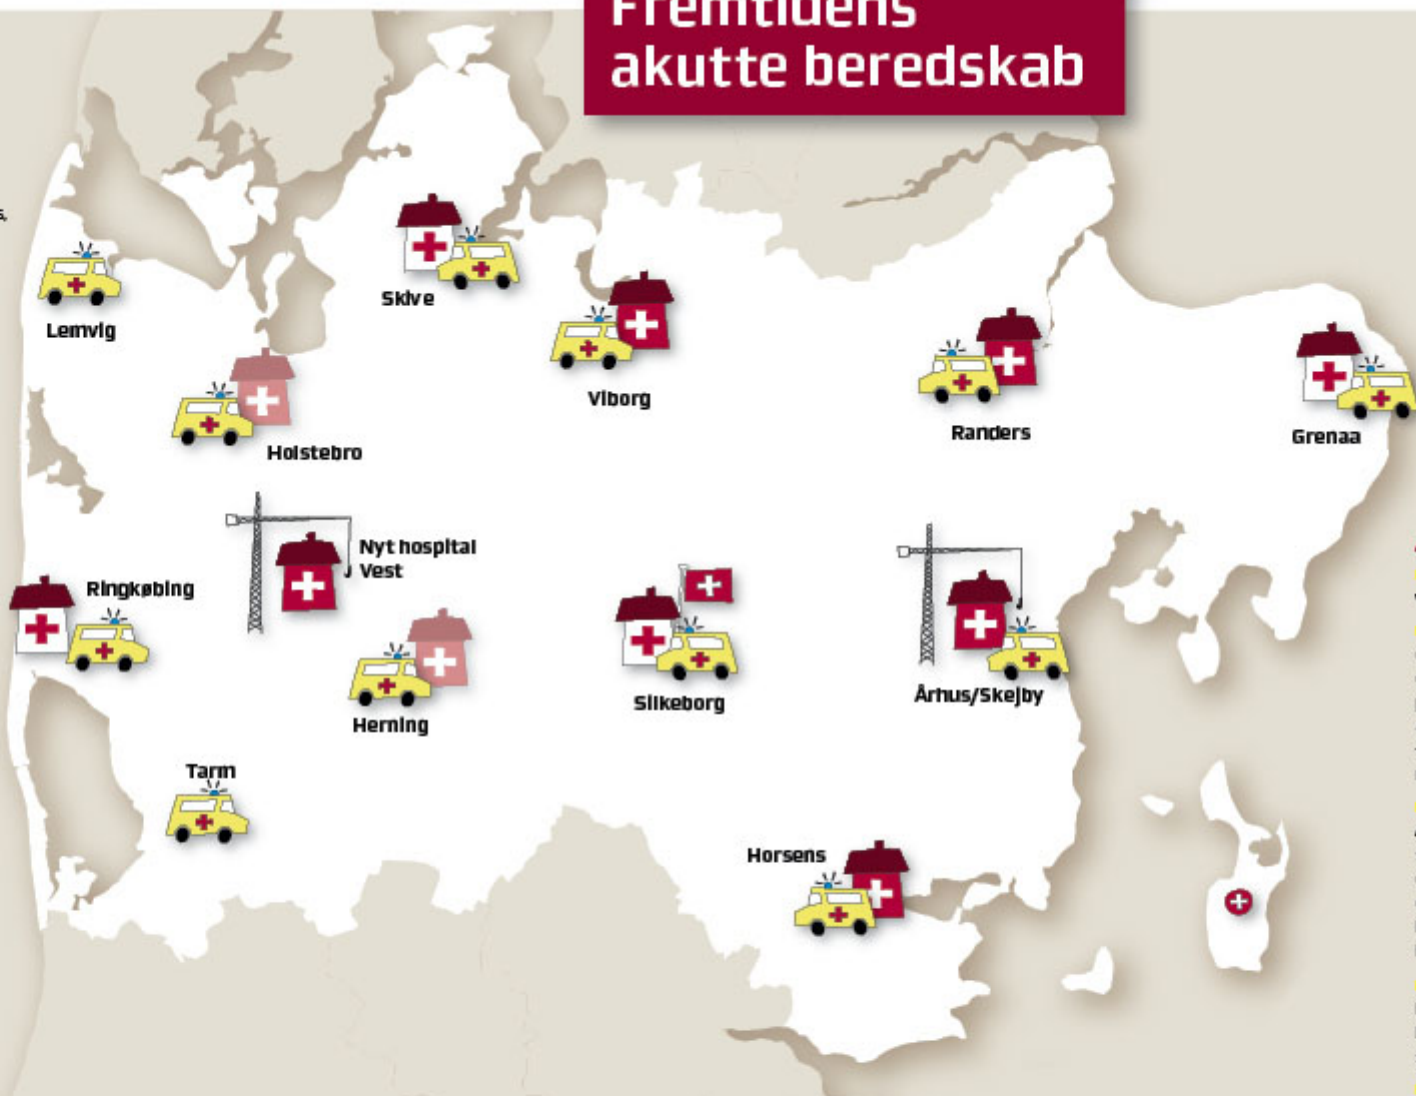 Fremtidens
akutte beredskab
s,
Skive
Lemvig
Viborg
Randers
Grenaa
Holstebro
Nyt hospital
Vest
Ringkøbing
Silkeborg
Århus/Skejby
Herning
Tarm
Horsens